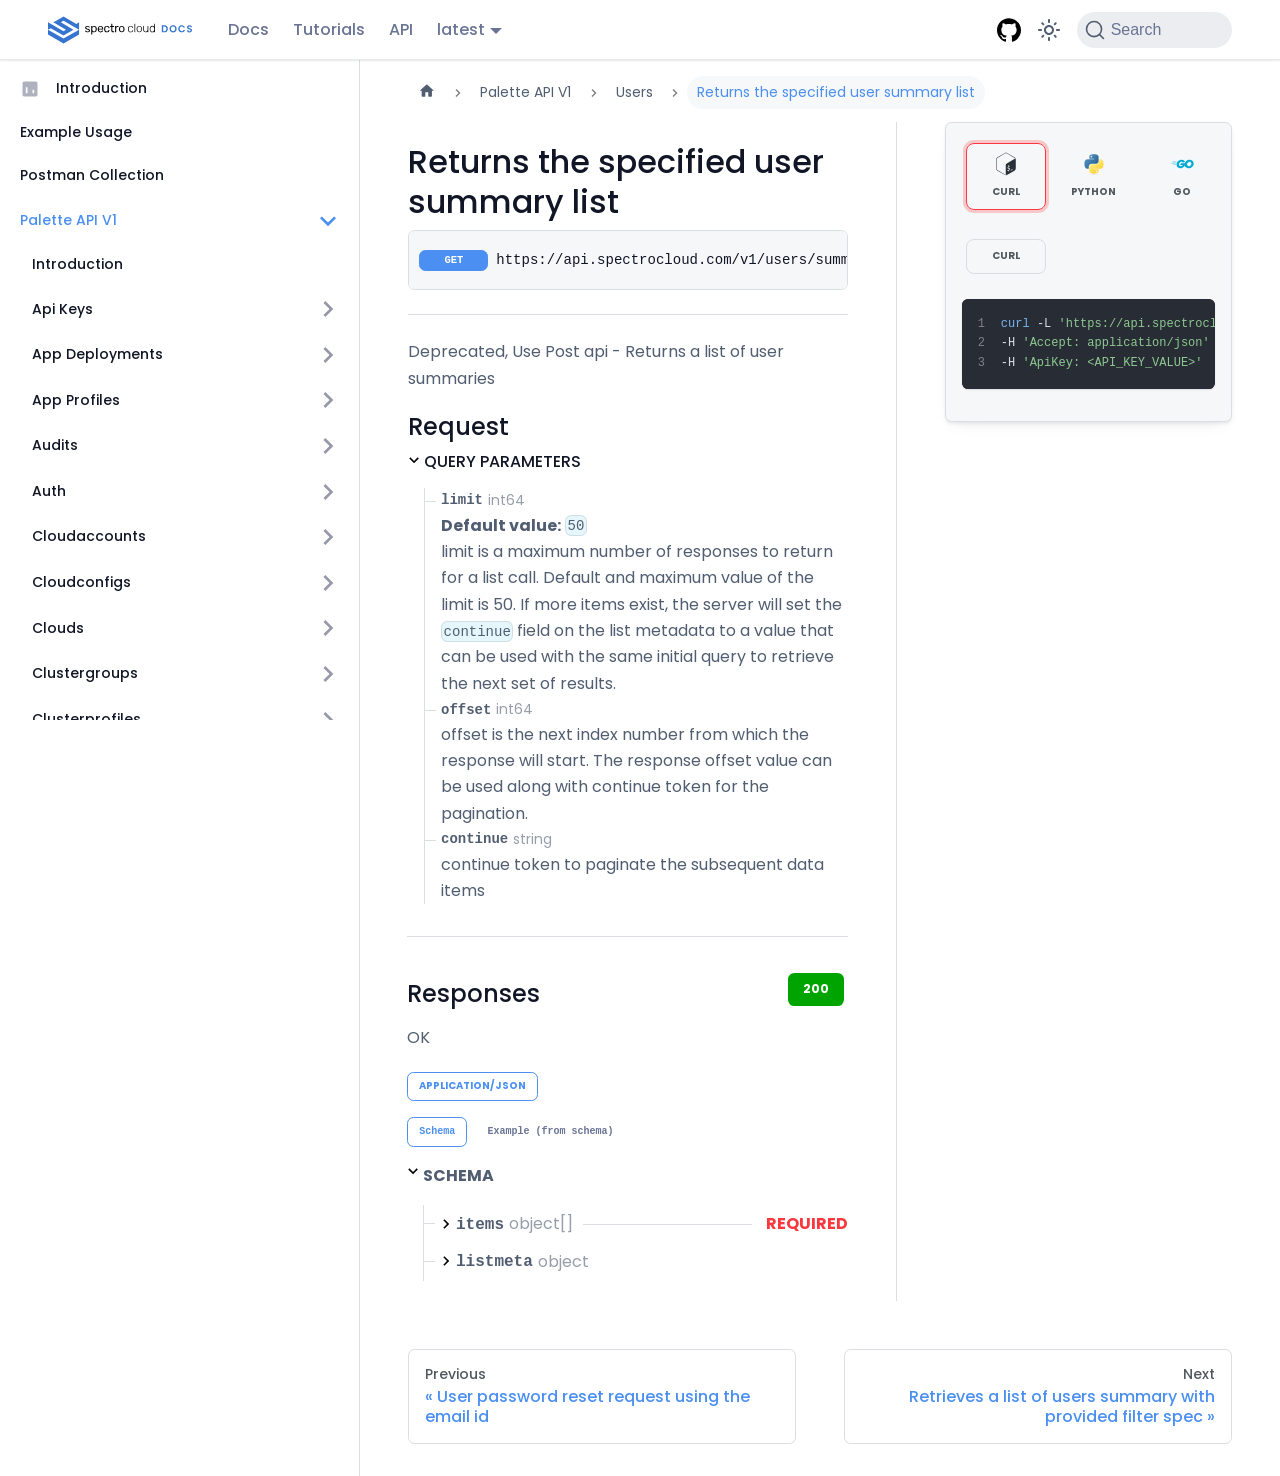 spectro cloud DOCS
Docs
Tutorials
API
latest
Search
Introduction
Example Usage
Postman Collection
Palette API V1
Introduction
Api Keys
App Deployments
App Profiles
Audits
Auth
Cloudaccounts
Cloudconfigs
Clouds
Clustergroups
Clusterprofiles
Palette API V1
Users
Returns the specified user summary list
Returns the specified user
summary list
GET https://api.spectrocloud.com/v1/users/summ
Deprecated, Use Post api - Returns a list of user
summaries
Request
QUERY PARAMETERS
limit int64
Default value: 50
limit is a maximum number of responses to return
for a list call. Default and maximum value of the
limit is 50. If more items exist, the server will set the
continue field on the list metadata to a value that
can be used with the same initial query to retrieve
the next set of results.
offset int64
offset is the next index number from which the
response will start. The response offset value can
be used along with continue token for the
pagination.
continue string
continue token to paginate the subsequent data
items
Responses
200
OK
APPLICATION/JSON
Schema
Example (from schema)
SCHEMA
items object[]
REQUIRED
listmeta object
CURL
PYTHON
GO
CURL
1 curl -L 'https://api.spectrocl
2 -H 'Accept: application/json'
3 -H 'ApiKey: <API_KEY_VALUE>'
Previous
« User password reset request using the
email id
Next
Retrieves a list of users summary with
provided filter spec »